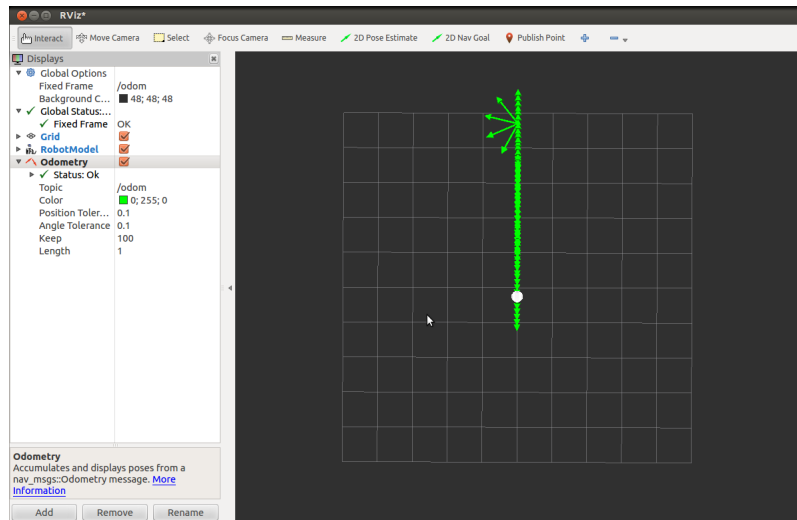 RViz*
Interact Move Camera Select Focus Camera Measure 2D Pose Estimate 2D Nav Goal Publish Point
Displays
Global Options
Fixed Frame /odom
Background C... 48; 48; 48
Global Status:...
Fixed Frame OK
Grid
RobotModel
Odometry
Status: Ok
Topic /odom
Color 0; 255; 0
Position Toler... 0.1
Angle Tolerance 0.1
Keep 100
Length 1
Odometry
Accumulates and displays poses from a
nav_msgs::Odometry message. More
Information
Add Remove Rename